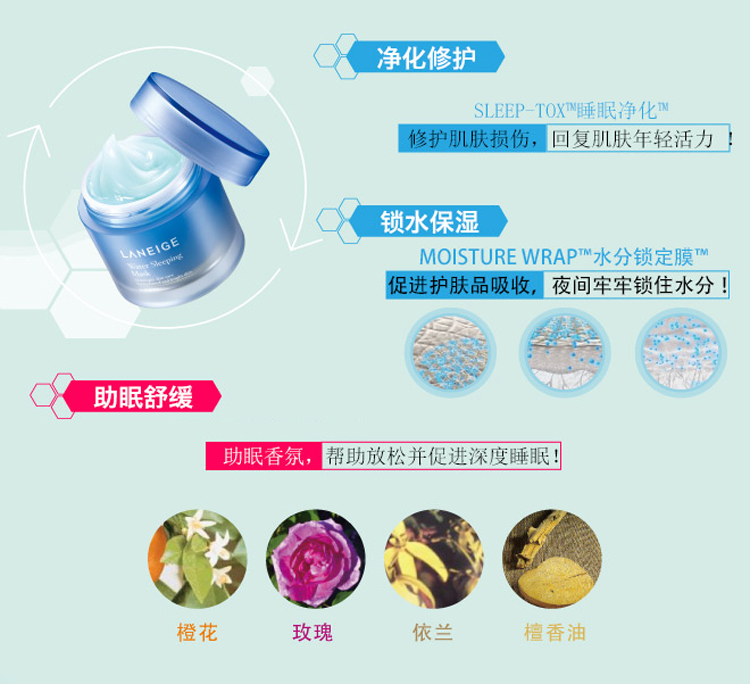 净化修护
SLEEP-TOX™睡眠净化™
修护肌肤损伤，回复肌肤年轻活力！
LANEIGE
Water Sleeping
Mask
锁水保湿
MOISTURE WRAP™水分锁定膜™
促进护肤品吸收，夜间牢牢锁住水分！
助眠舒缓
助眠香氛，帮助放松并促进深度睡眠！
橙花 玫瑰 依兰 檀香油